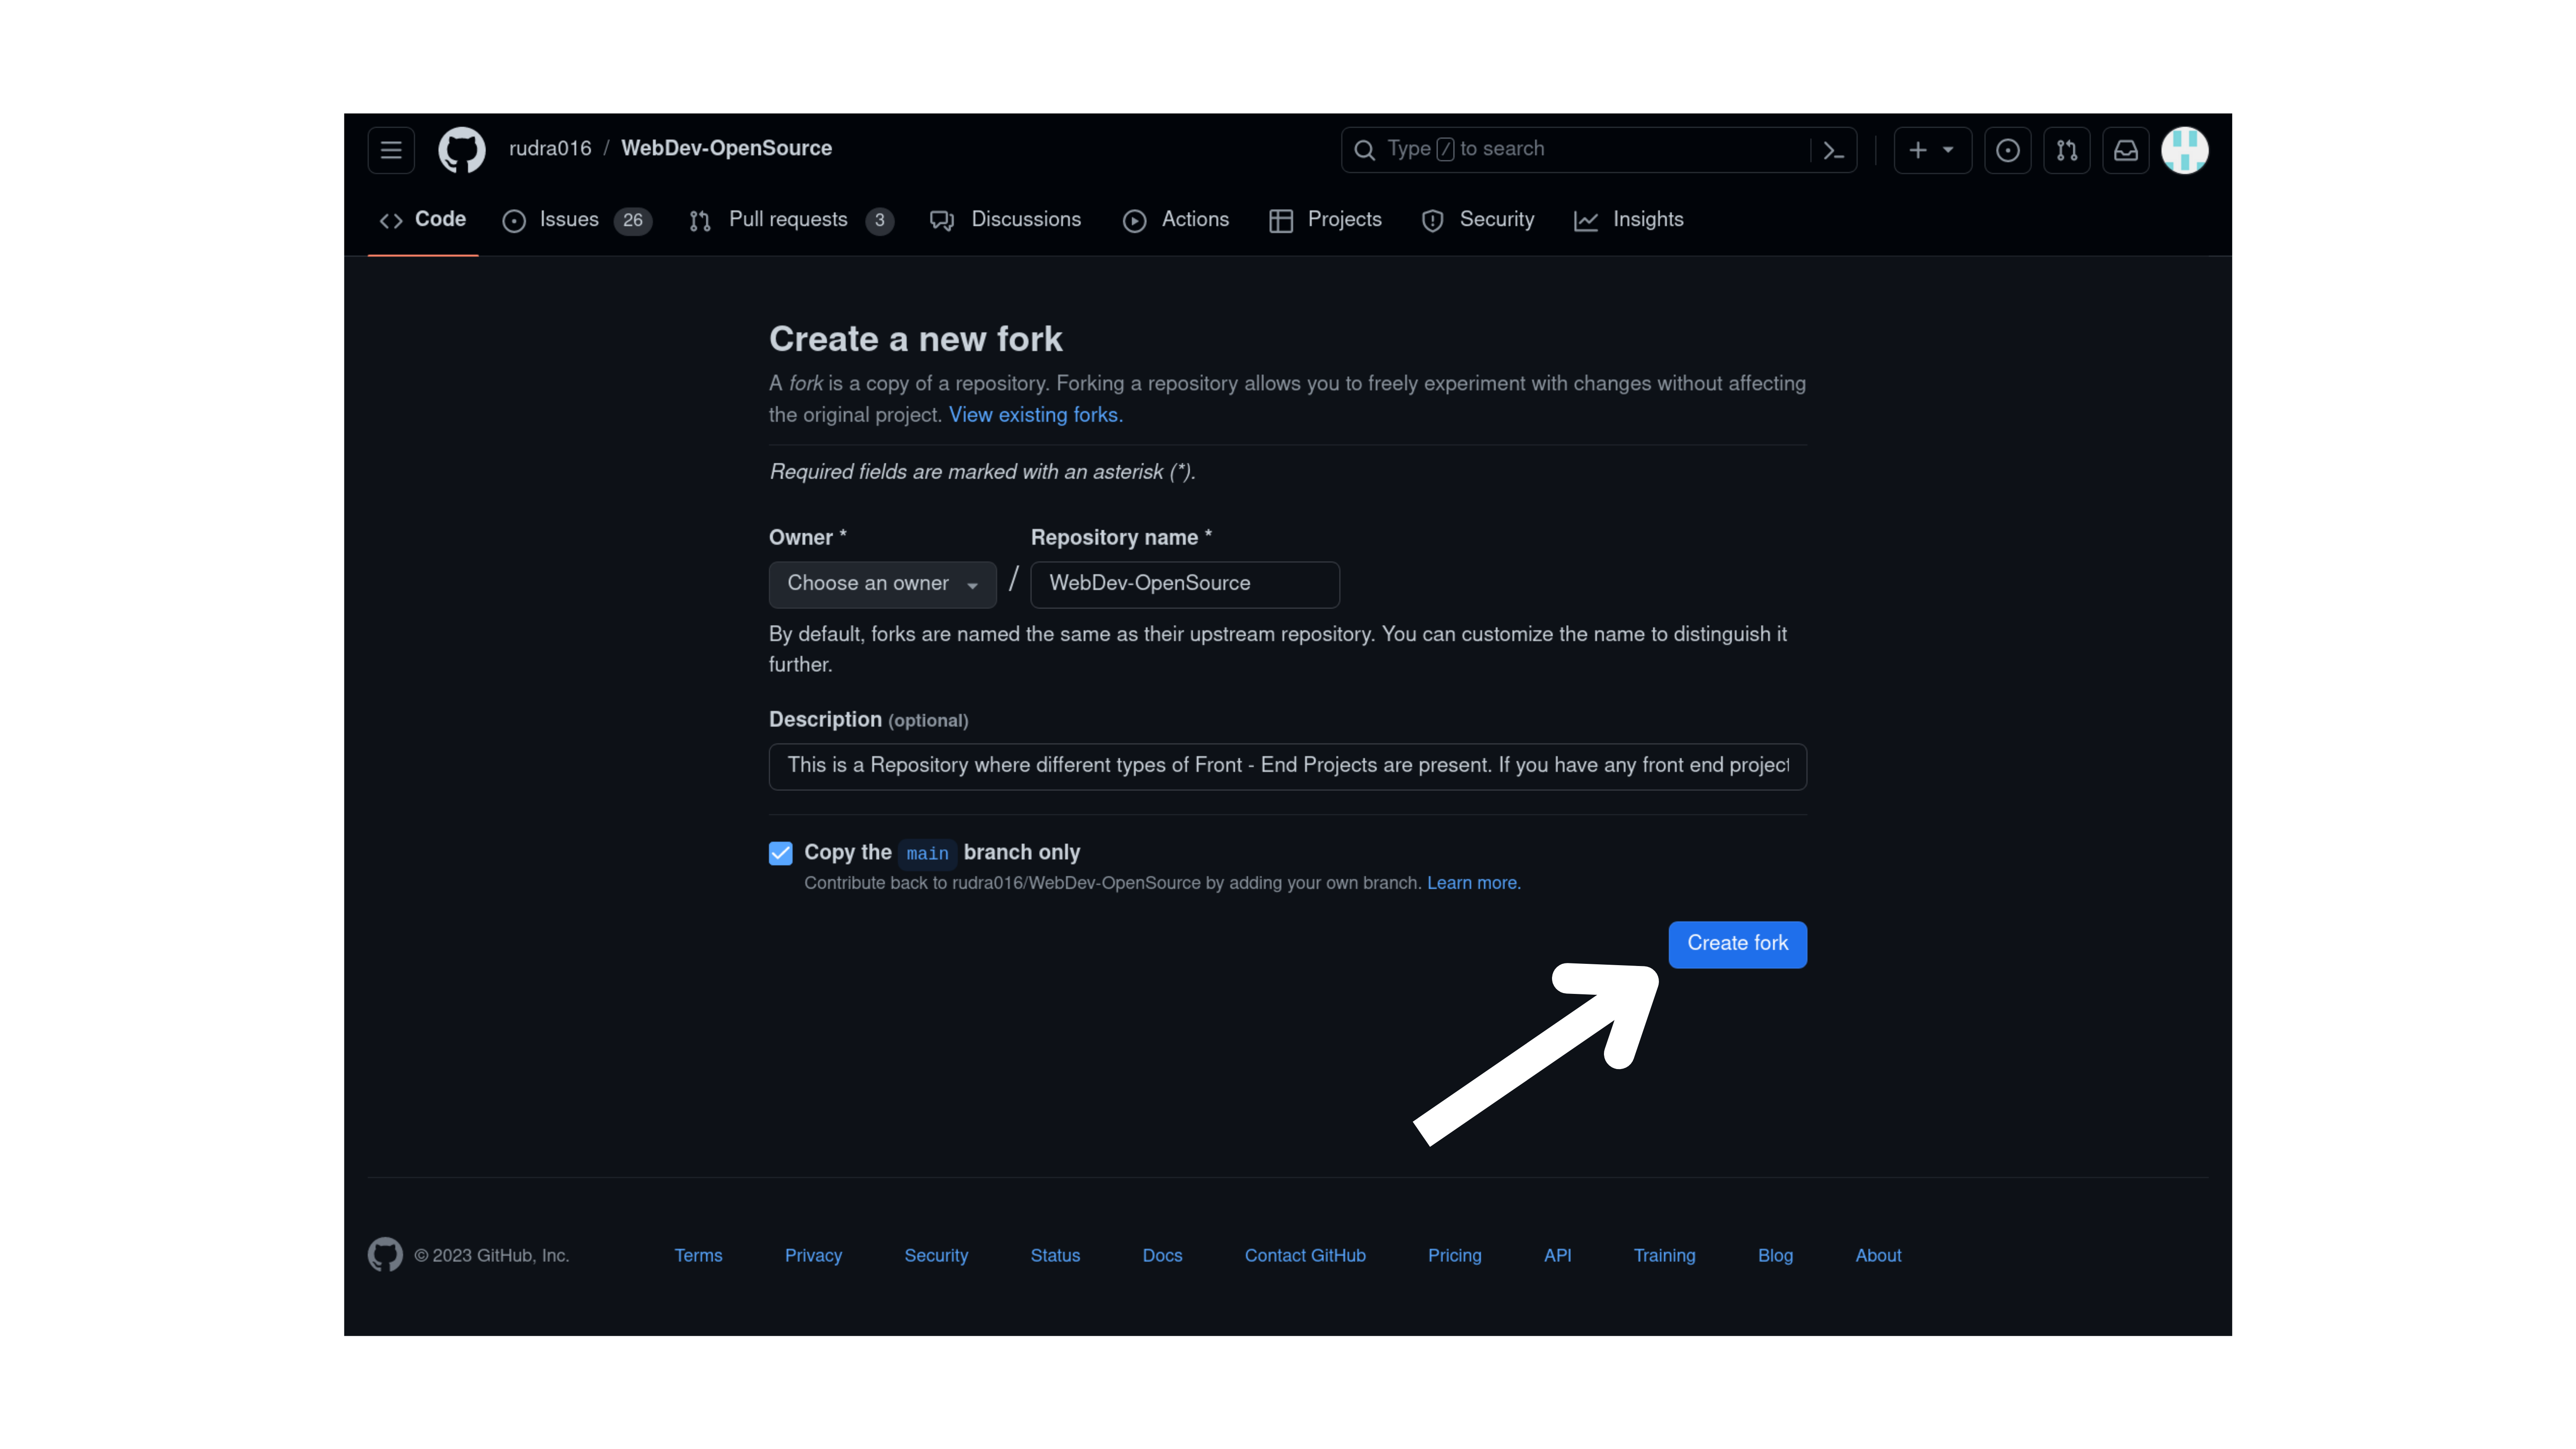 rudra016 / WebDev-OpenSource
Type / to search
Code
Issues 26
Pull requests 3
Discussions
Actions
Projects
Security
Insights
Create a new fork
A fork is a copy of a repository. Forking a repository allows you to freely experiment with changes without affecting
the original project. View existing forks.
Required fields are marked with an asterisk (*).
Owner *
Repository name *
Choose an owner
/
WebDev-OpenSource
By default, forks are named the same as their upstream repository. You can customize the name to distinguish it
further.
Description (optional)
This is a Repository where different types of Front - End Projects are present. If you have any front end project
Copy the main branch only
Contribute back to rudra016/WebDev-OpenSource by adding your own branch. Learn more.
Create fork
© 2023 GitHub, Inc.
Terms
Privacy
Security
Status
Docs
Contact GitHub
Pricing
API
Training
Blog
About